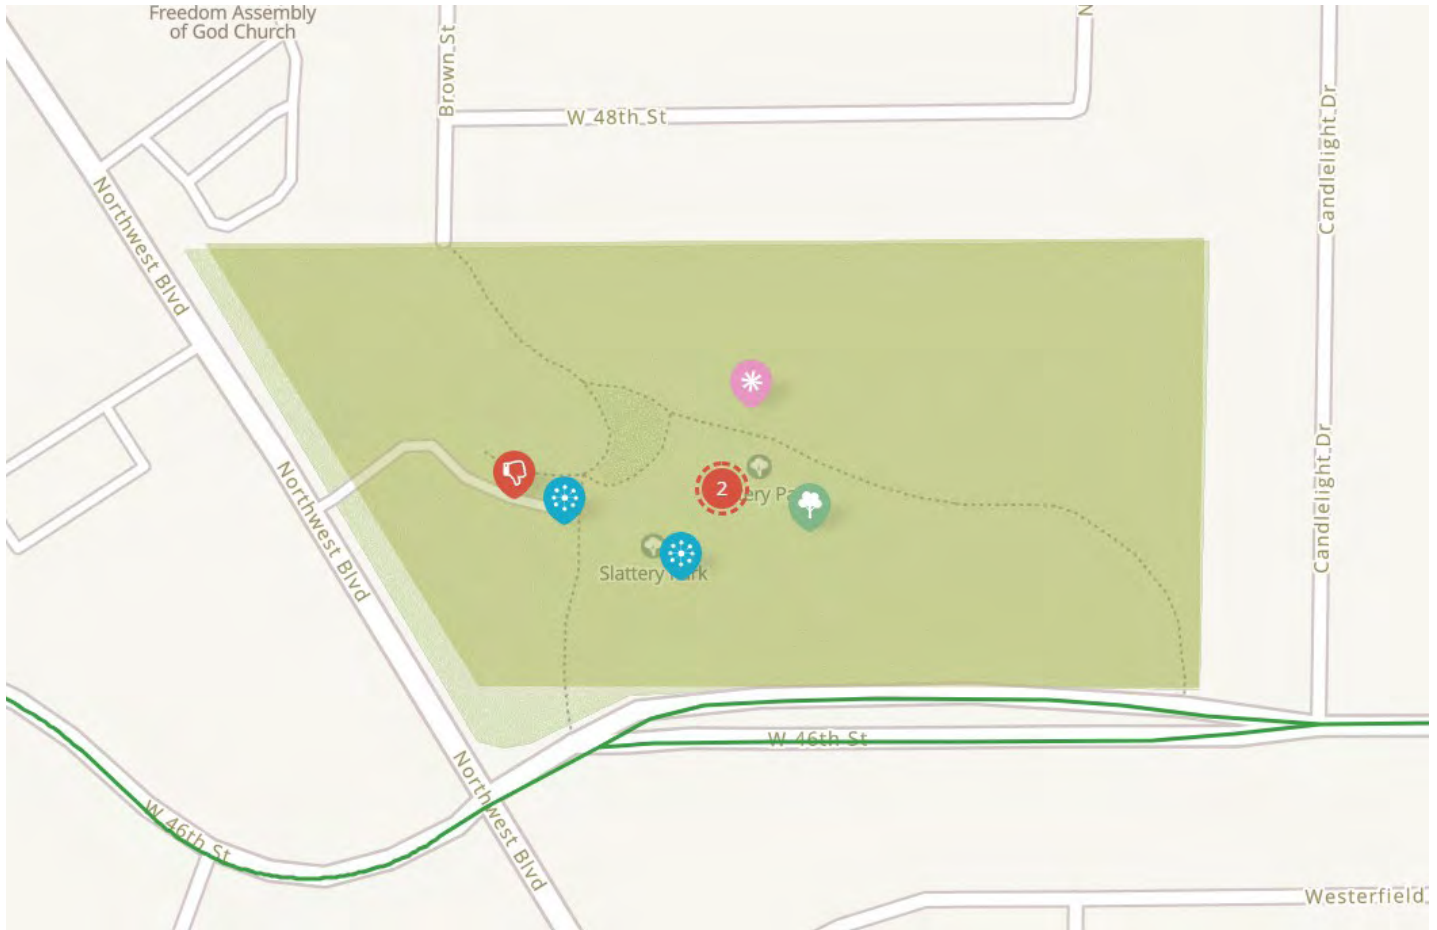 Freedom Assembly
of God Church
Brown St
N
W 48th St
Candlelight Dr
Northwest Blvd
2
Candlelight Dr
Northwest Blvd
Slattery
W 46th St
Northwest Blvd
W 46th St
Westerfield